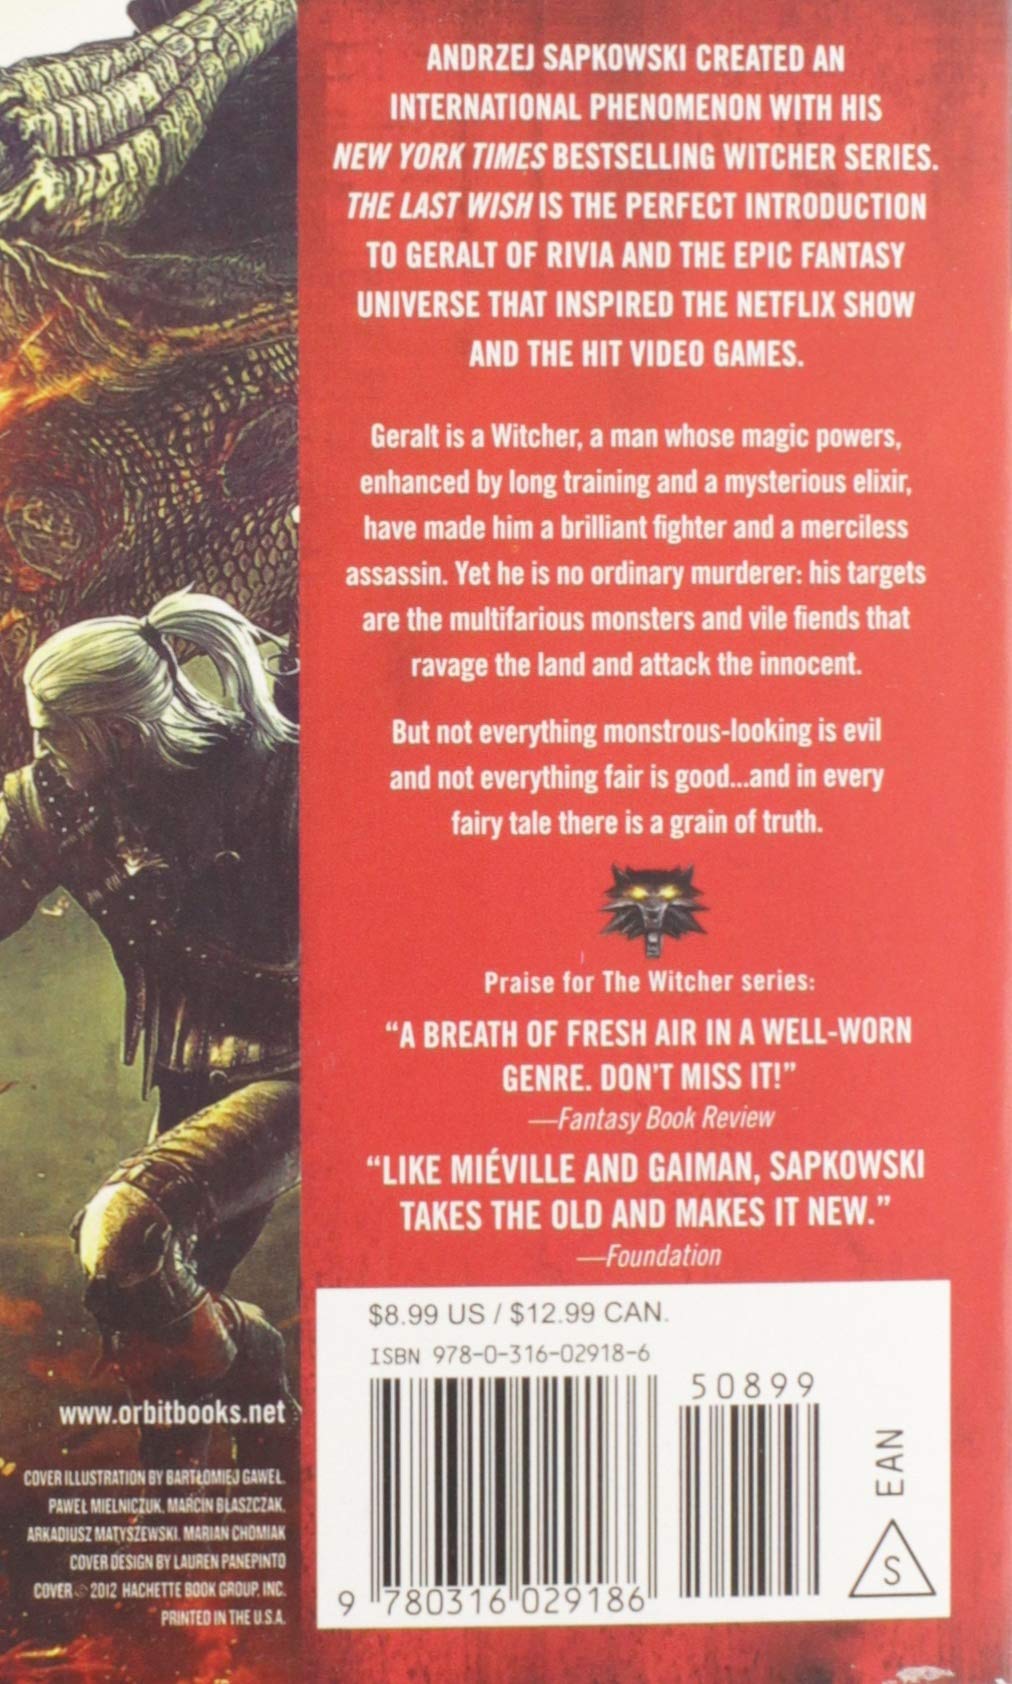 ANDRZEJ SAPKOWSKI CREATED AN
INTERNATIONAL PHENOMENON WITH HIS
NEW YORK TIMES BESTSELLING WITCHER SERIES.
THE LAST WISH IS THE PERFECT INTRODUCTION
TO GERALT OF RIVIA AND THE EPIC FANTASY
UNIVERSE THAT INSPIRED THE NETFLIX SHOW
AND THE HIT VIDEO GAMES.
Geralt is a Witcher, a man whose magic powers,
enhanced by long training and a mysterious elixir,
have made him a brilliant fighter and a merciless
assassin. Yet he is no ordinary murderer: his targets
are the multifarious monsters and vile fiends that
ravage the land and attack the innocent.
But not everything monstrous-looking is evil
and not everything fair is good...and in every
fairy tale there is a grain of truth.
Praise for The Witcher series:
“A BREATH OF FRESH AIR IN A WELL-WORN
GENRE. DON'T MISS IT!”
—Fantasy Book Review
“LIKE MIÉVILLE AND GAIMAN, SAPKOWSKI
TAKES THE OLD AND MAKES IT NEW.”
—Foundation
$8.99 US / $12.99 CAN.
ISBN 978-0-316-02918-6
50899
EAN
S
9 780316 029186
www.orbitbooks.net
COVER ILLUSTRATION BY BARTŁOMIEJ GAWEŁ,
PAWEŁ MIELNICZUK, MARCIN BŁASZCZAK,
ARKADIUSZ MATYSZEWSKI, MARIAN CHOMIAK
COVER DESIGN BY LAUREN PANEPINTO
COVER © 2012 HACHETTE BOOK GROUP, INC.
PRINTED IN THE U.S.A.